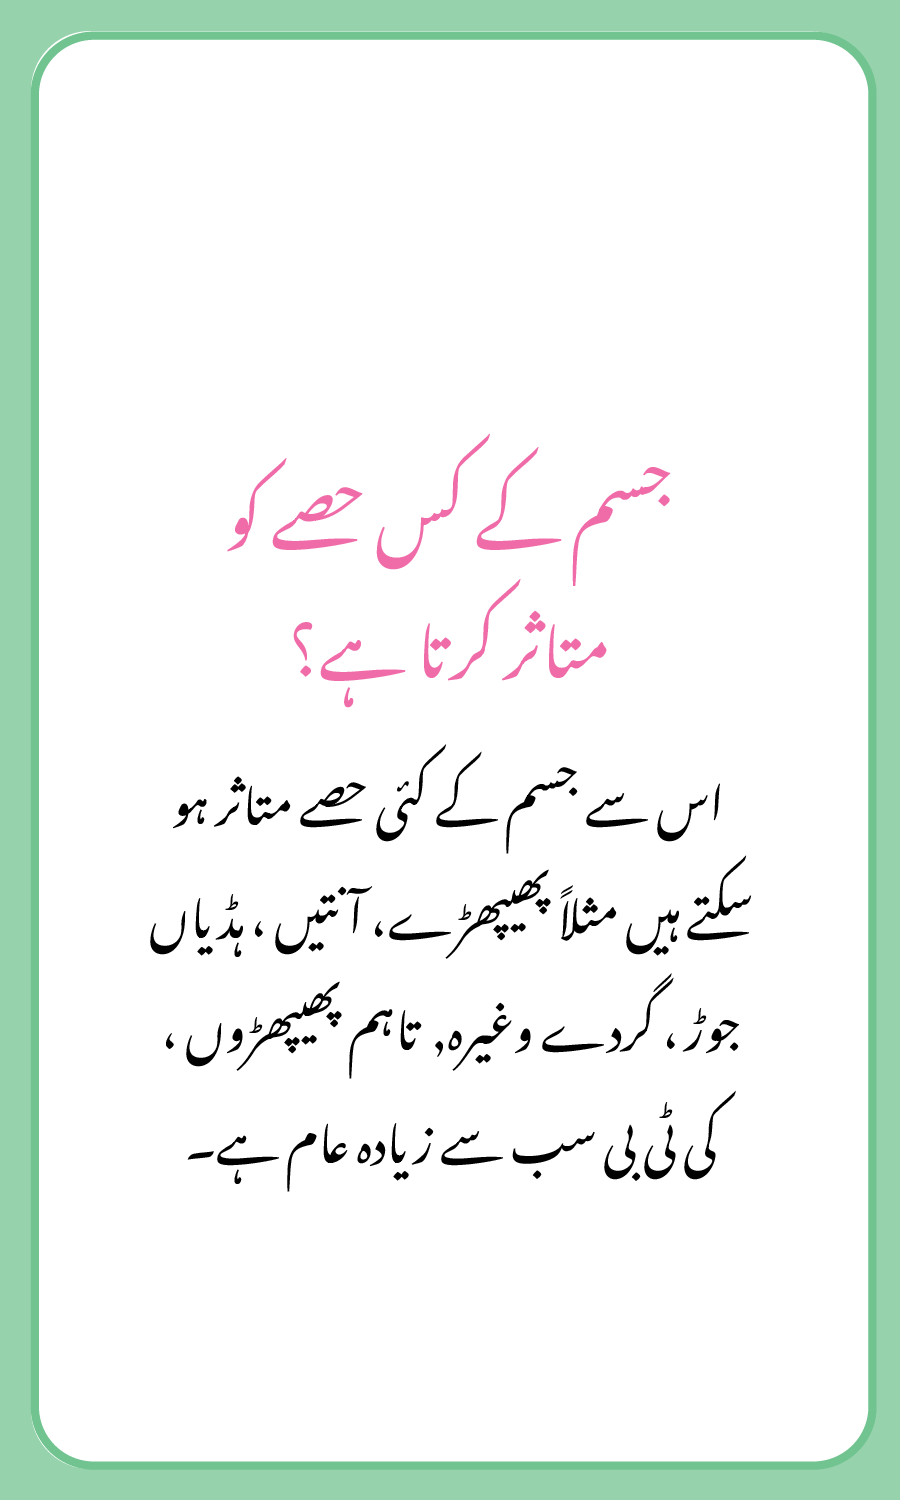 جسم کے کس حصے کو
متاثر کرتا ہے؟
اس سے جسم کے کئی حصے متاثر ہو
سکتے ہیں مثلاً پھیپھڑے، آنتیں ، ہڈیاں
جوڑ ، گردے وغیرہ, تاہم پھیپھڑوں ،
کی ٹی بی سب سے زیادہ عام ہے۔